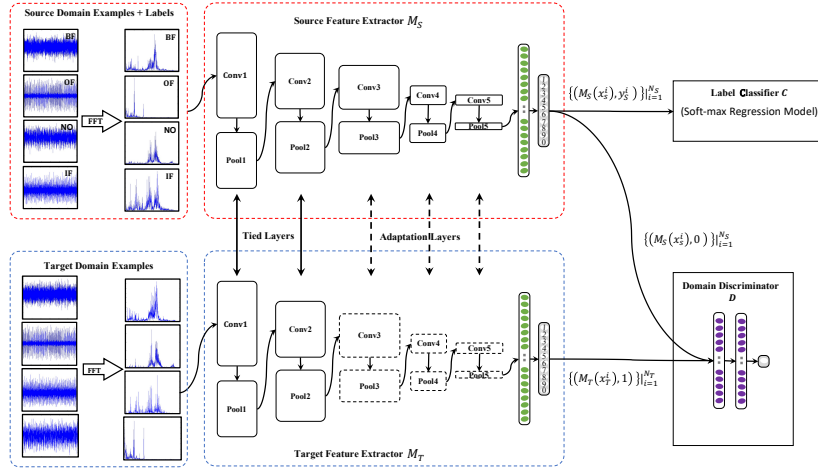 Source Domain Examples + Labels
BF
OF
NO
IF
FFT
BF
OF
NO
IF
Source Feature Extractor M_S
Conv1
Pool1
Conv2
Pool2
Conv3
Pool3
Conv4
Pool4
Conv5
Pool5
{(M_S(x_s^i), y_S^i)}|_{i=1}^{N_S}
Label Classifier C
(Soft-max Regression Model)
Tied Layers
Adaptation Layers
{(M_S(x_s^i), 0)}|_{i=1}^{N_S}
Target Domain Examples
FFT
Conv1
Pool1
Conv2
Pool2
Conv3
Pool3
Conv4
Pool4
Conv5
Pool5
Target Feature Extractor M_T
{(M_T(x_T^i), 1)}|_{i=1}^{N_T}
Domain Discriminator
D